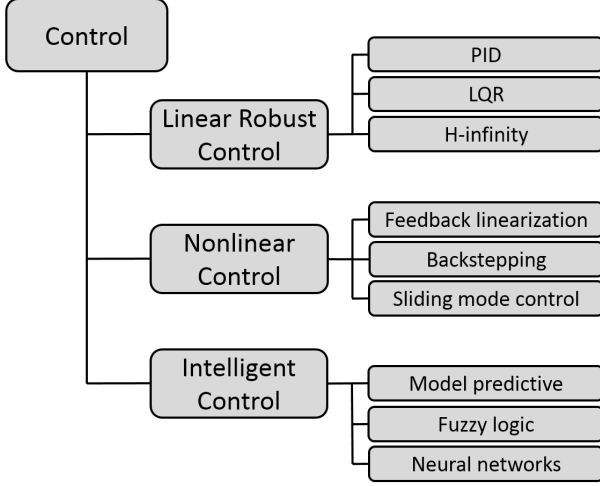 Control
Linear Robust
Control
PID
LQR
H-infinity
Nonlinear
Control
Feedback linearization
Backstepping
Sliding mode control
Intelligent
Control
Model predictive
Fuzzy logic
Neural networks